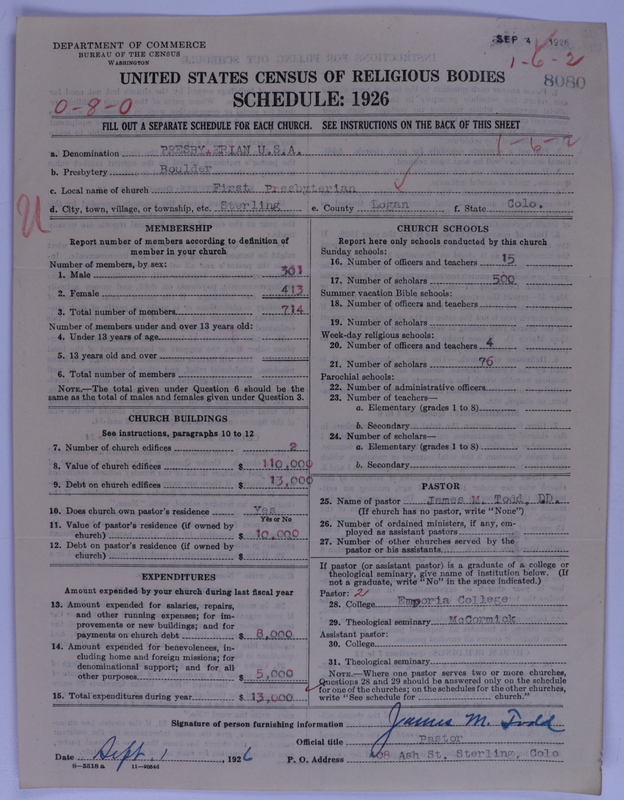 DEPARTMENT OF COMMERCE
BUREAU OF THE CENSUS
WASHINGTON
SEP 4 1926
1-6-2
8080
UNITED STATES CENSUS OF RELIGIOUS BODIES
SCHEDULE: 1926
0-8-0
FILL OUT A SEPARATE SCHEDULE FOR EACH CHURCH. SEE INSTRUCTIONS ON THE BACK OF THIS SHEET
1-6-2
a. Denomination PRESBYTERIAN U.S.A.
b. Presbytery Boulder
c. Local name of church First Presbyterian
d. City, town, village, or township, etc. Sterling e. County Logan f. State Colo.
MEMBERSHIP
Report number of members according to definition of
member in your church
Number of members, by sex:
1. Male 301
2. Female 413
3. Total number of members 714
Number of members under and over 13 years old:
4. Under 13 years of age
5. 13 years old and over
6. Total number of members
NOTE.—The total given under Question 6 should be the
same as the total of males and females given under Question 3.
CHURCH BUILDINGS
See instructions, paragraphs 10 to 12
7. Number of church edifices 2
8. Value of church edifices $ 110,000
9. Debt on church edifices $ 13,000
10. Does church own pastor's residence Yes
Yes or No
11. Value of pastor's residence (if owned by
church) $ 10,000
12. Debt on pastor's residence (if owned by
church) $
EXPENDITURES
Amount expended by your church during last fiscal year
13. Amount expended for salaries, repairs,
and other running expenses; for im-
provements or new buildings; and for
payments on church debt $ 8,000
14. Amount expended for benevolences, in-
cluding home and foreign missions; for
denominational support; and for all
other purposes $ 5,000
15. Total expenditures during year $ 13,000
CHURCH SCHOOLS
Report here only schools conducted by this church
Sunday schools:
16. Number of officers and teachers 15
17. Number of scholars 500
Summer vacation Bible schools:
18. Number of officers and teachers
19. Number of scholars
Week-day religious schools:
20. Number of officers and teachers 4
21. Number of scholars 76
Parochial schools:
22. Number of administrative officers
23. Number of teachers—
a. Elementary (grades 1 to 8)
b. Secondary
24. Number of scholars—
a. Elementary (grades 1 to 8)
b. Secondary
PASTOR
25. Name of pastor James M. Todd, DD.
(If church has no pastor, write "None")
26. Number of ordained ministers, if any, em-
ployed as assistant pastors
27. Number of other churches served by the
pastor or his assistants
If pastor (or assistant pastor) is a graduate of a college or
theological seminary, give name of institution below. (If
not a graduate, write "No" in the space indicated.)
Pastor: 2
28. College Emporia College
29. Theological seminary McCormick
Assistant pastor:
30. College
31. Theological seminary
NOTE.—Where one pastor serves two or more churches,
Questions 28 and 29 should be answered only on the schedule
for one of the churches; on the schedules for the other churches,
write "See schedule for church."
Signature of person furnishing information James M. Todd
Official title Pastor
Date Sept 1, 1926 P. O. Address 408 Ash St. Sterling, Colo
8-5518 a